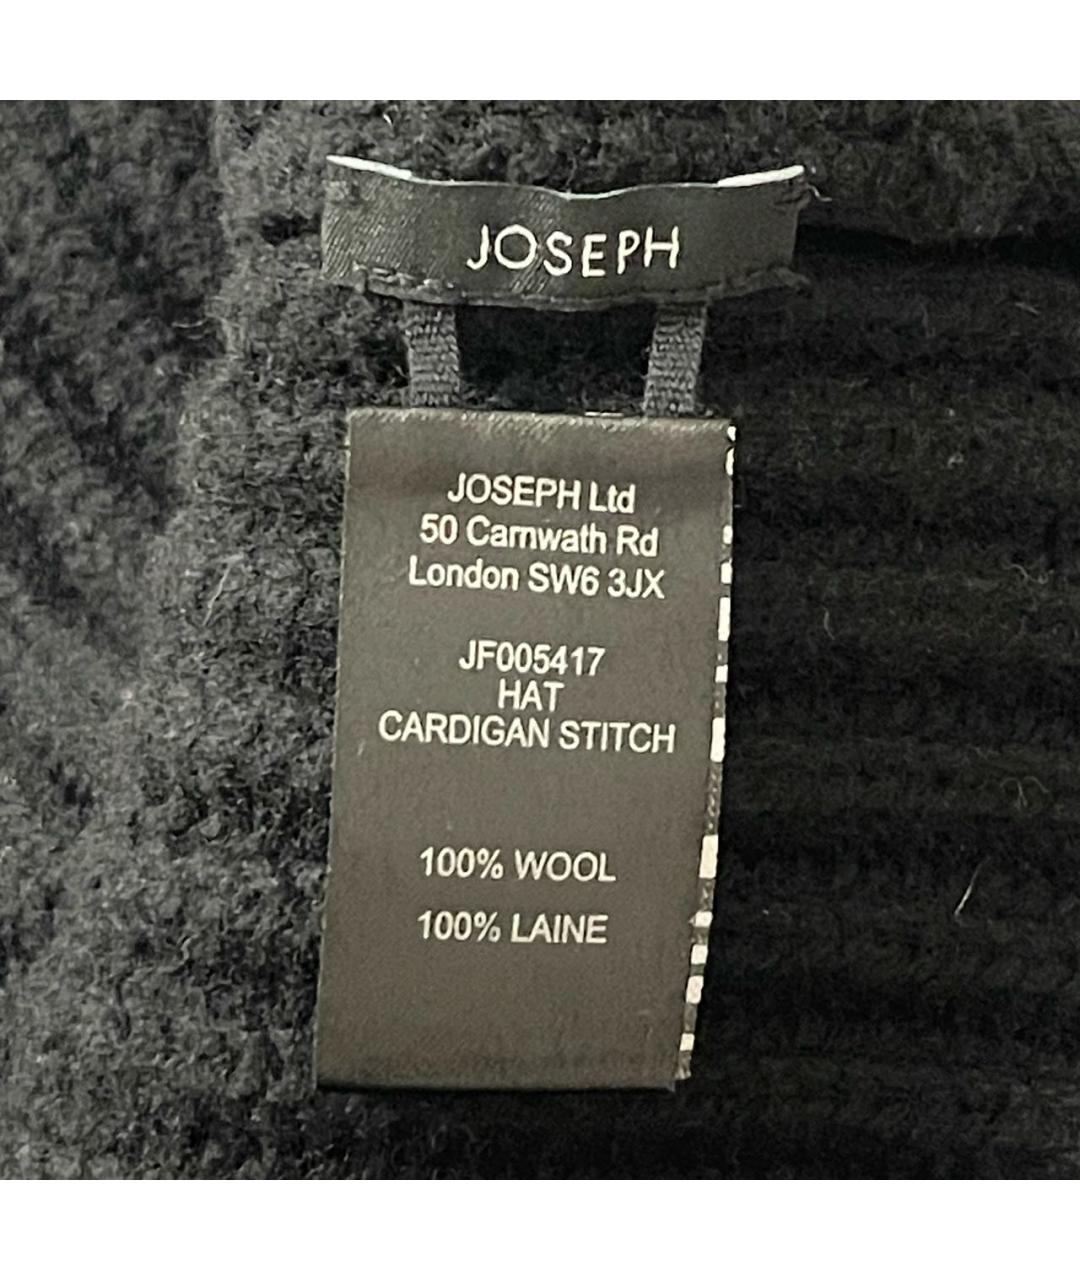 JOSEPH
JOSEPH Ltd
50 Carnwath Rd
London SW6 3JX
JF005417
HAT
CARDIGAN STITCH
100% WOOL
100% LAINE